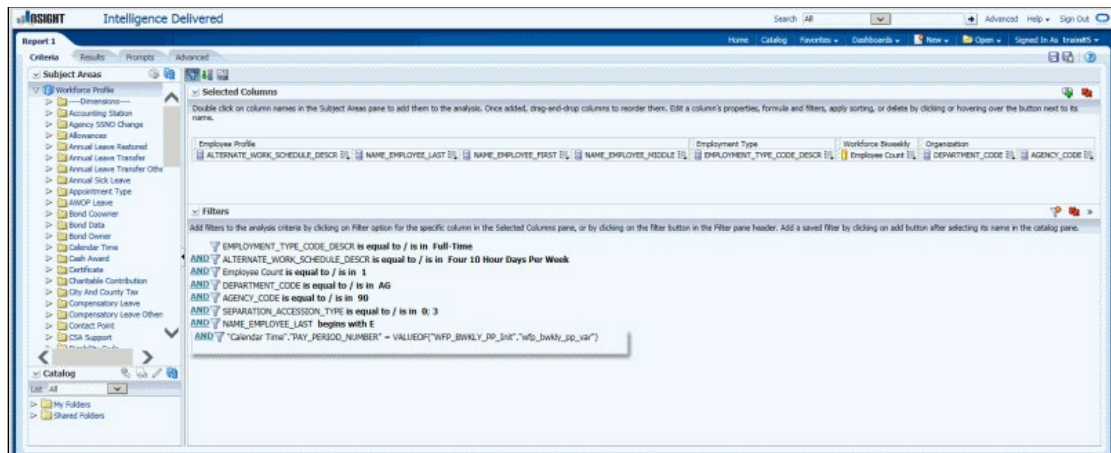 INSIGHT Intelligence Delivered Search All Advanced Help Sign Out
Report 1 Home Catalog Favorites Dashboards New Open Signed In As train85
Criteria Results Prompts Advanced
Subject Areas
Workforce Profile
----Dimensions----
Accounting Station
Agency SSNO Change
Allowances
Annual Leave Restored
Annual Leave Transfer
Annual Leave Transfer Othe
Annual Sick Leave
Appointment Type
AWOP Leave
Bond Coowner
Bond Data
Bond Owner
Calendar Time
Cash Award
Certificate
Charitable Contribution
City And County Tax
Compensatory Leave
Compensatory Leave Other
Contact Point
CSA Support
Catalog
List All
My Folders
Shared Folders
Selected Columns
Double click on column names in the Subject Areas pane to add them to the analysis. Once added, drag-and-drop columns to reorder them. Edit a column's properties, formula and filters, apply sorting, or delete by clicking or hovering over the button next to its
name.
Employee Profile Employment Type Workforce Biweekly Organization
ALTERNATE_WORK_SCHEDULE_DESCR NAME_EMPLOYEE_LAST NAME_EMPLOYEE_FIRST NAME_EMPLOYEE_MIDDLE EMPLOYMENT_TYPE_CODE_DESCR Employee Count DEPARTMENT_CODE AGENCY_CODE
Filters
Add filters to the analysis criteria by clicking on Filter option for the specific column in the Selected Columns pane, or by clicking on the filter button in the Filter pane header. Add a saved filter by clicking on add button after selecting its name in the catalog pane.
EMPLOYMENT_TYPE_CODE_DESCR is equal to / is in Full-Time
AND ALTERNATE_WORK_SCHEDULE_DESCR is equal to / is in Four 10 Hour Days Per Week
AND Employee Count is equal to / is in 1
AND DEPARTMENT_CODE is equal to / is in AG
AND AGENCY_CODE is equal to / is in 90
AND SEPARATION_ACCESSION_TYPE is equal to / is in 0; 3
AND NAME_EMPLOYEE_LAST begins with E
AND "Calendar Time"."PAY_PERIOD_NUMBER" = VALUEOF("WFP_BWKLY_PP_Init"."wfp_bwkly_pp_var")